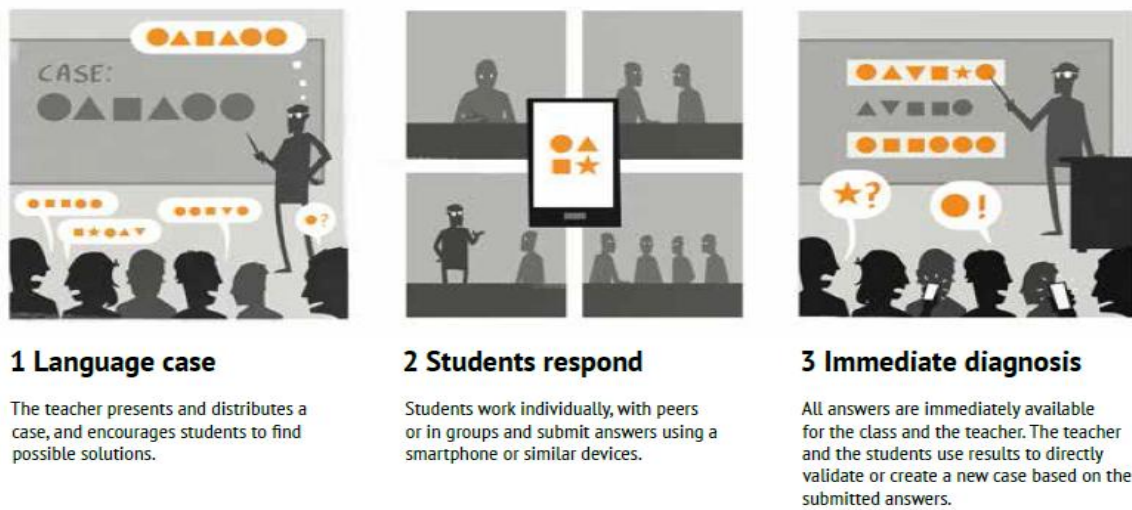 CASE:
?
?
!
1 Language case
The teacher presents and distributes a
case, and encourages students to find
possible solutions.
2 Students respond
Students work individually, with peers
or in groups and submit answers using a
smartphone or similar devices.
3 Immediate diagnosis
All answers are immediately available
for the class and the teacher. The teacher
and the students use results to directly
validate or create a new case based on the
submitted answers.